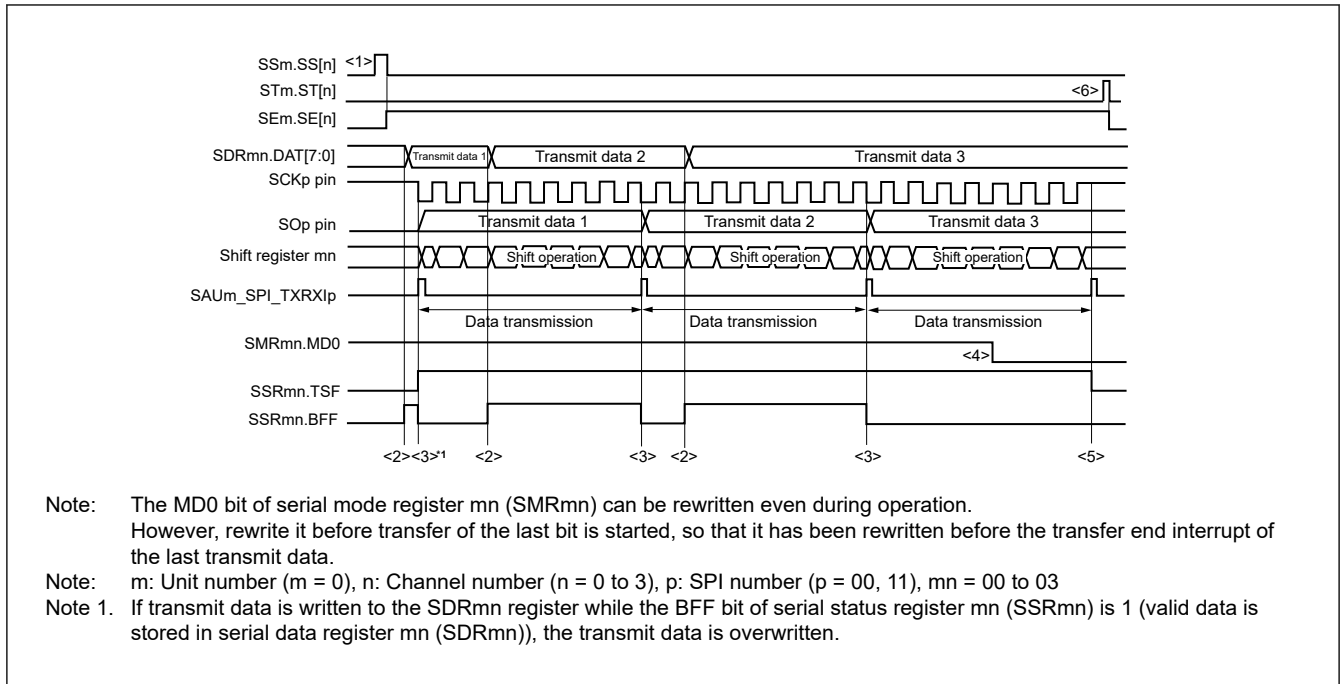 SSm.SS[n] <1>
STm.ST[n] <6>
SEm.SE[n]
SDRmn.DAT[7:0] Transmit data 1 Transmit data 2 Transmit data 3
SCKp pin
SOp pin Transmit data 1 Transmit data 2 Transmit data 3
Shift register mn Shift operation Shift operation Shift operation
SAUm_SPI_TXRXIp
Data transmission Data transmission Data transmission
SMRmn.MD0 <4>
SSRmn.TSF
SSRmn.BFF
<2><3>*1 <2> <3> <2> <3> <5>
Note: The MD0 bit of serial mode register mn (SMRmn) can be rewritten even during operation.
However, rewrite it before transfer of the last bit is started, so that it has been rewritten before the transfer end interrupt of
the last transmit data.
Note: m: Unit number (m = 0), n: Channel number (n = 0 to 3), p: SPI number (p = 00, 11), mn = 00 to 03
Note 1. If transmit data is written to the SDRmn register while the BFF bit of serial status register mn (SSRmn) is 1 (valid data is
stored in serial data register mn (SDRmn)), the transmit data is overwritten.